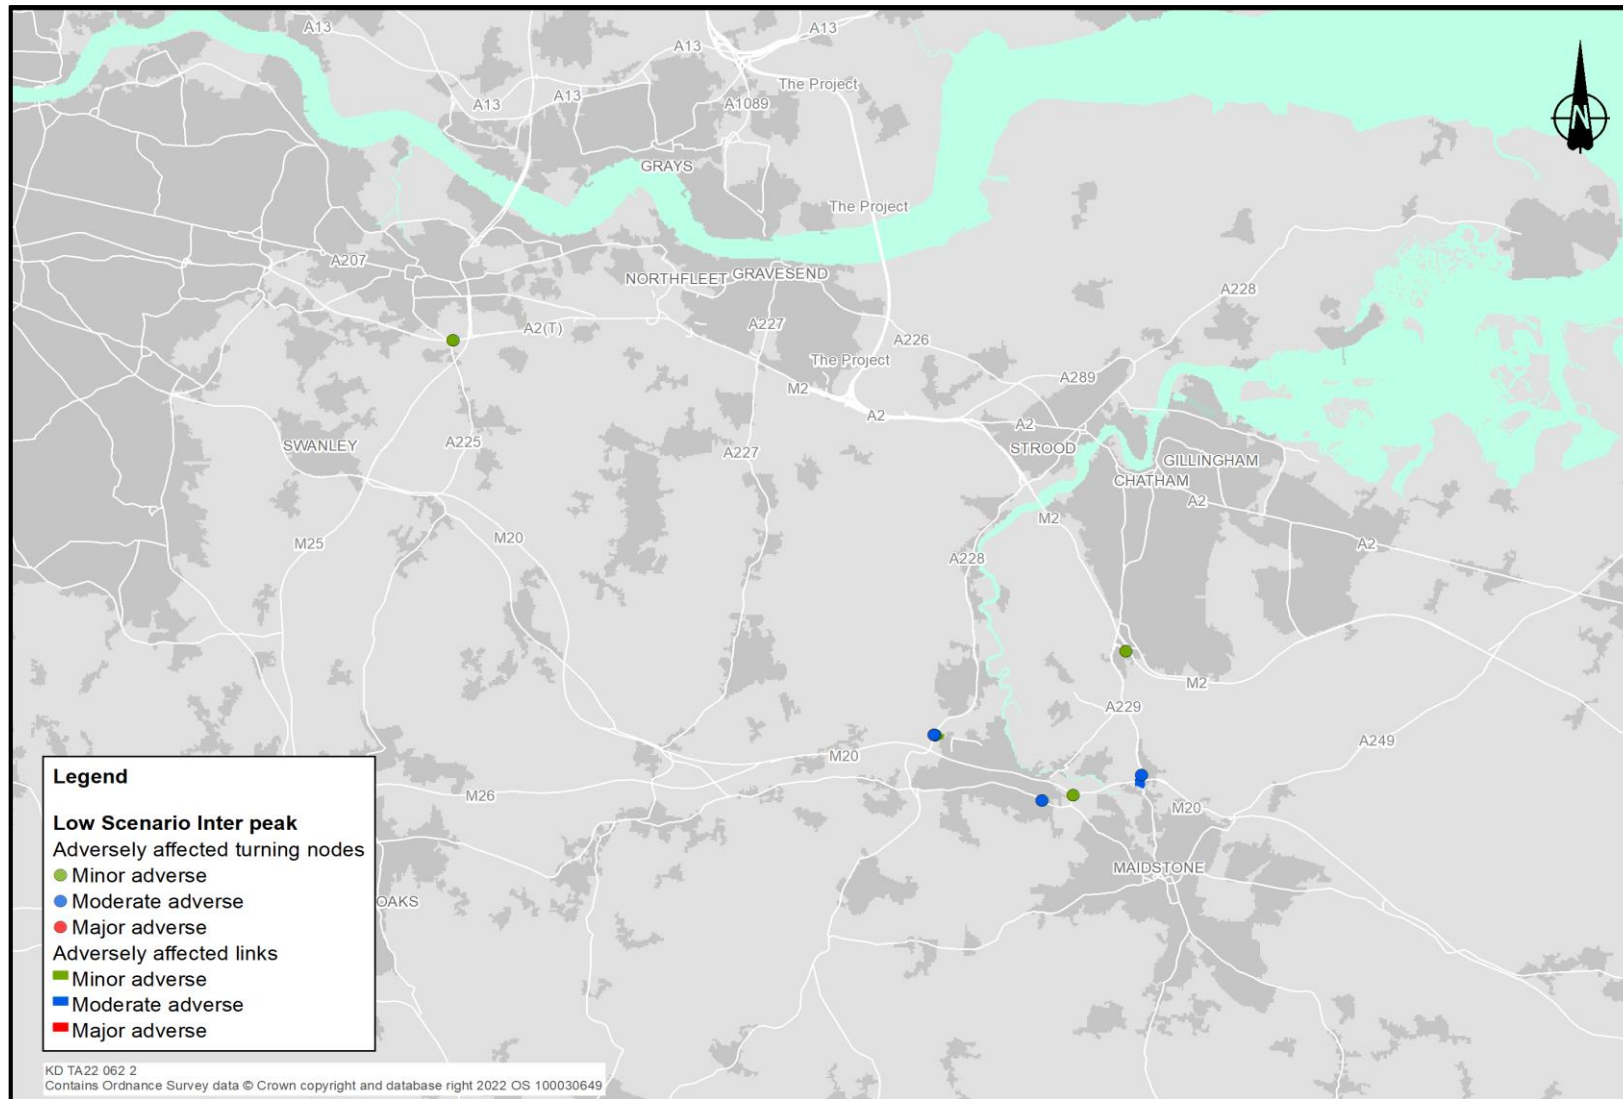 A13
A13
A13
The Project
A13
A13
A1089
N
GRAYS
The Project
A207
NORTHFLEET
GRAVESEND
A228
A2(T)
A227
A226
The Project
A289
M2
A2
A2
SWANLEY
A225
A227
STROOD
GILLINGHAM
CHATHAM
A2
M2
M25
M20
A228
A2
M2
A229
M20
A249
M26
M20
MAIDSTONE
OAKS
Legend
Low Scenario Inter peak
Adversely affected turning nodes
Minor adverse
Moderate adverse
Major adverse
Adversely affected links
Minor adverse
Moderate adverse
Major adverse
KD TA22 062 2
Contains Ordnance Survey data © Crown copyright and database right 2022 OS 100030649